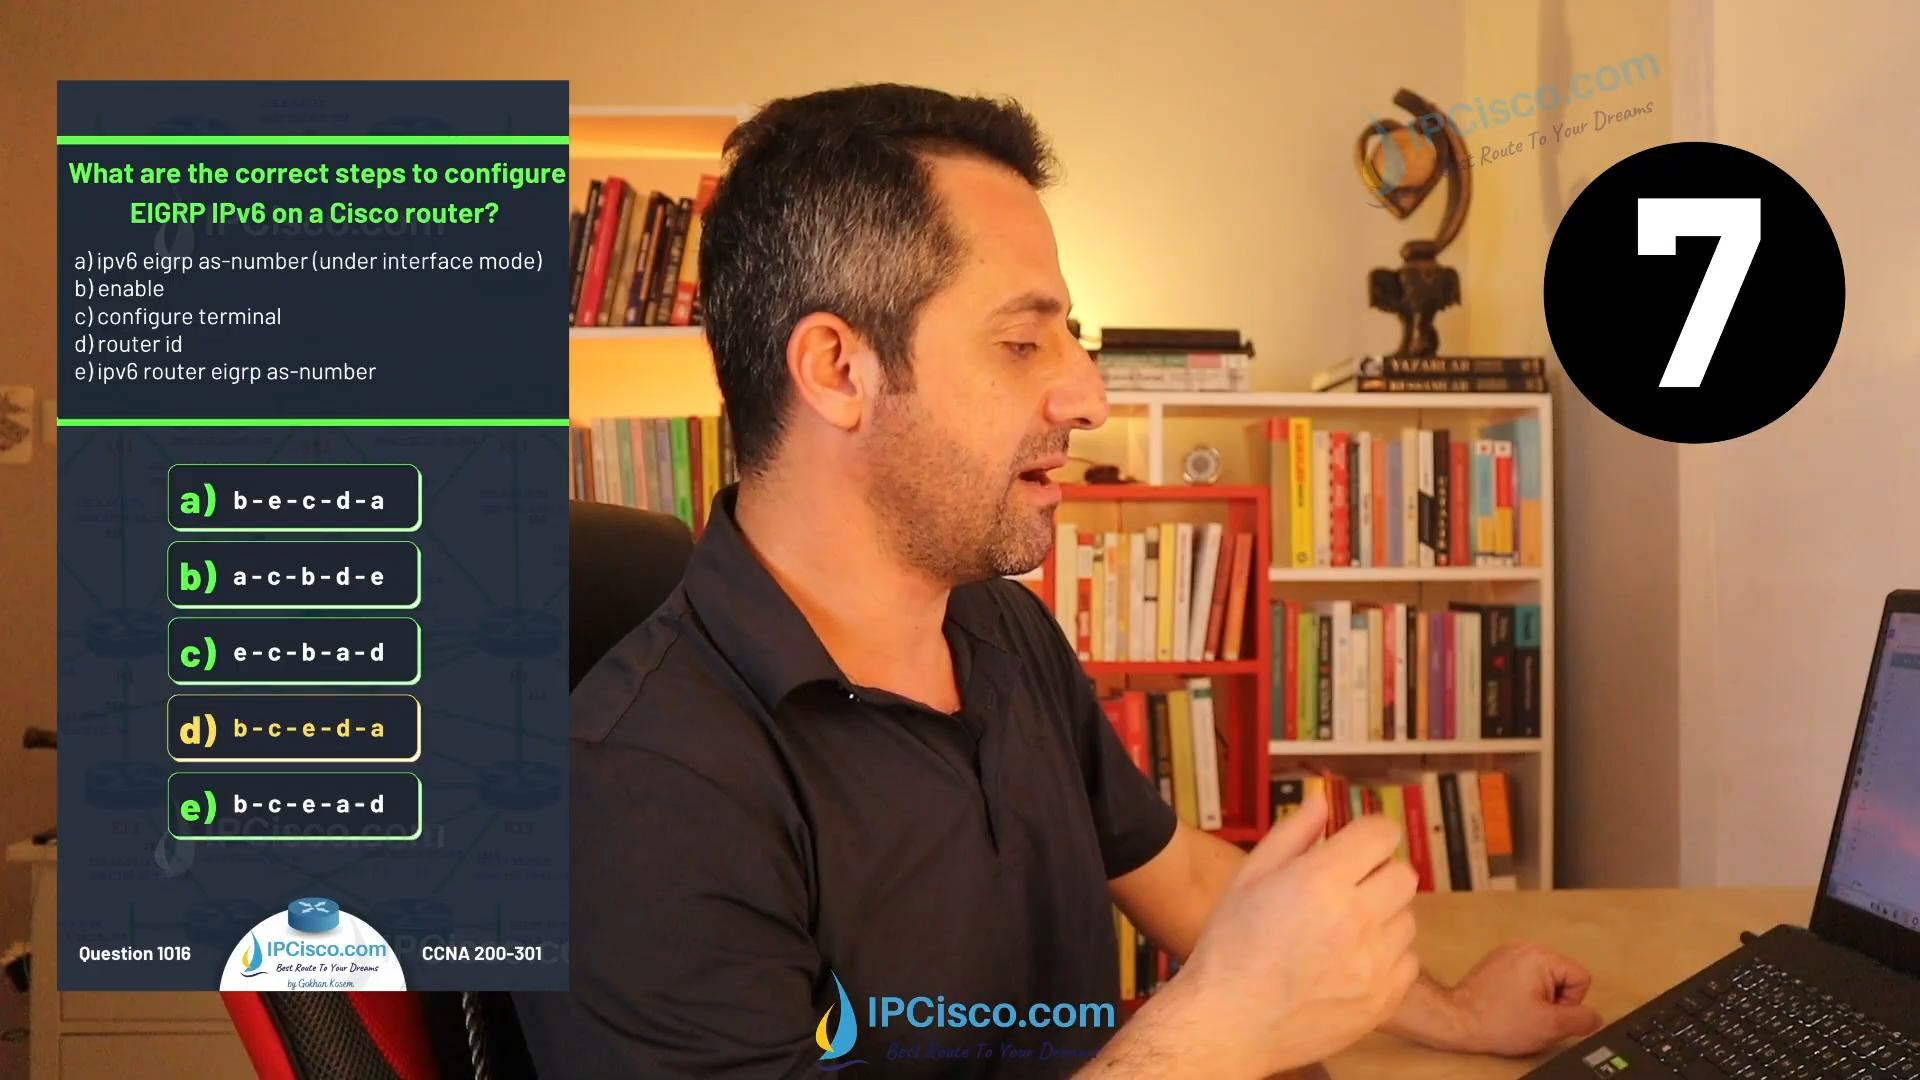 What are the correct steps to configure
EIGRP IPv6 on a Cisco router?
a) ipv6 eigrp as-number (under interface mode)
b) enable
c) configure terminal
d) router id
e) ipv6 router eigrp as-number
a) b - e - c - d - a
b) a - c - b - d - e
c) e - c - b - a - d
d) b - c - e - d - a
e) b - c - e - a - d
Question 1016
IPCisco.com
Best Route To Your Dreams
by Gokhan Kosem
CCNA 200-301
IPCisco.com
Best Route To Your Dreams
7
YAZARLAR
RESSAMLAR
IPCisco.com
Best Route To Your Dreams